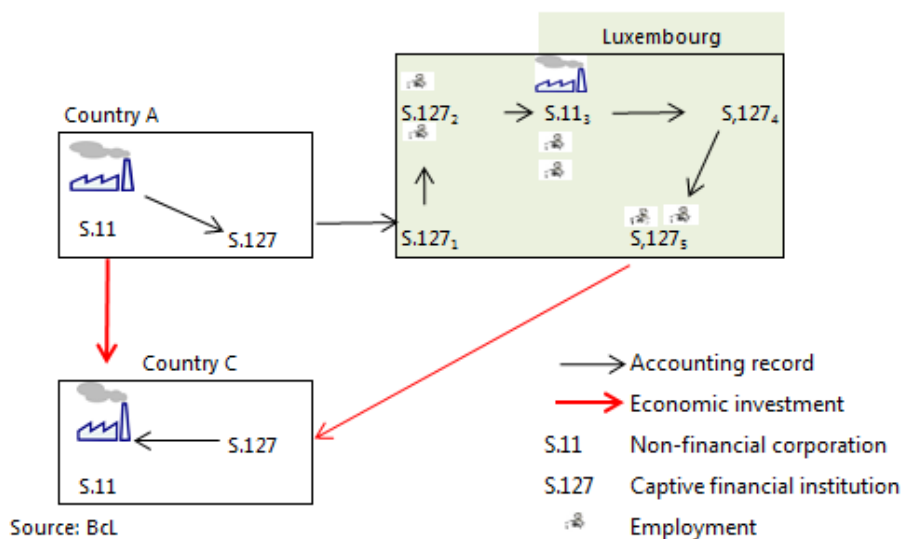 Luxembourg
Country A
S.127₂
S.11₃
S,127₄
S.11
S.127
S.127₁
S,127₅
Country C
S.127
S.11
Accounting record
Economic investment
S.11 Non-financial corporation
S.127 Captive financial institution
Employment
Source: BcL